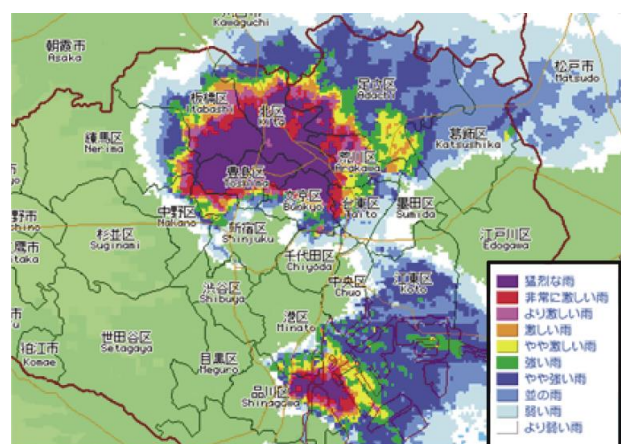 川口市
Kawaguchi
朝霞市
Asaka
松戸市
Matsudo
足立区
Adachi
板橋区
Itabashi
北区
Kita
練馬区
Nerima
葛飾区
Katsushika
荒川区
Arakawa
豊島区
Toshima
文京区
Bunkyo
台東区
Taito
墨田区
Sumida
中野区
Nakano
新宿区
Shinjuku
江戸川区
Edogawa
杉並区
Suginami
千代田区
Chiyoda
渋谷区
Shibuya
中央区
Chuo
江東区
Koto
港区
Minato
世田谷区
Setagaya
狛江市
Komae
目黒区
Meguro
品川区
Shinagawa
猛烈な雨
非常に激しい雨
より激しい雨
激しい雨
やや激しい雨
強い雨
やや強い雨
並の雨
弱い雨
より弱い雨